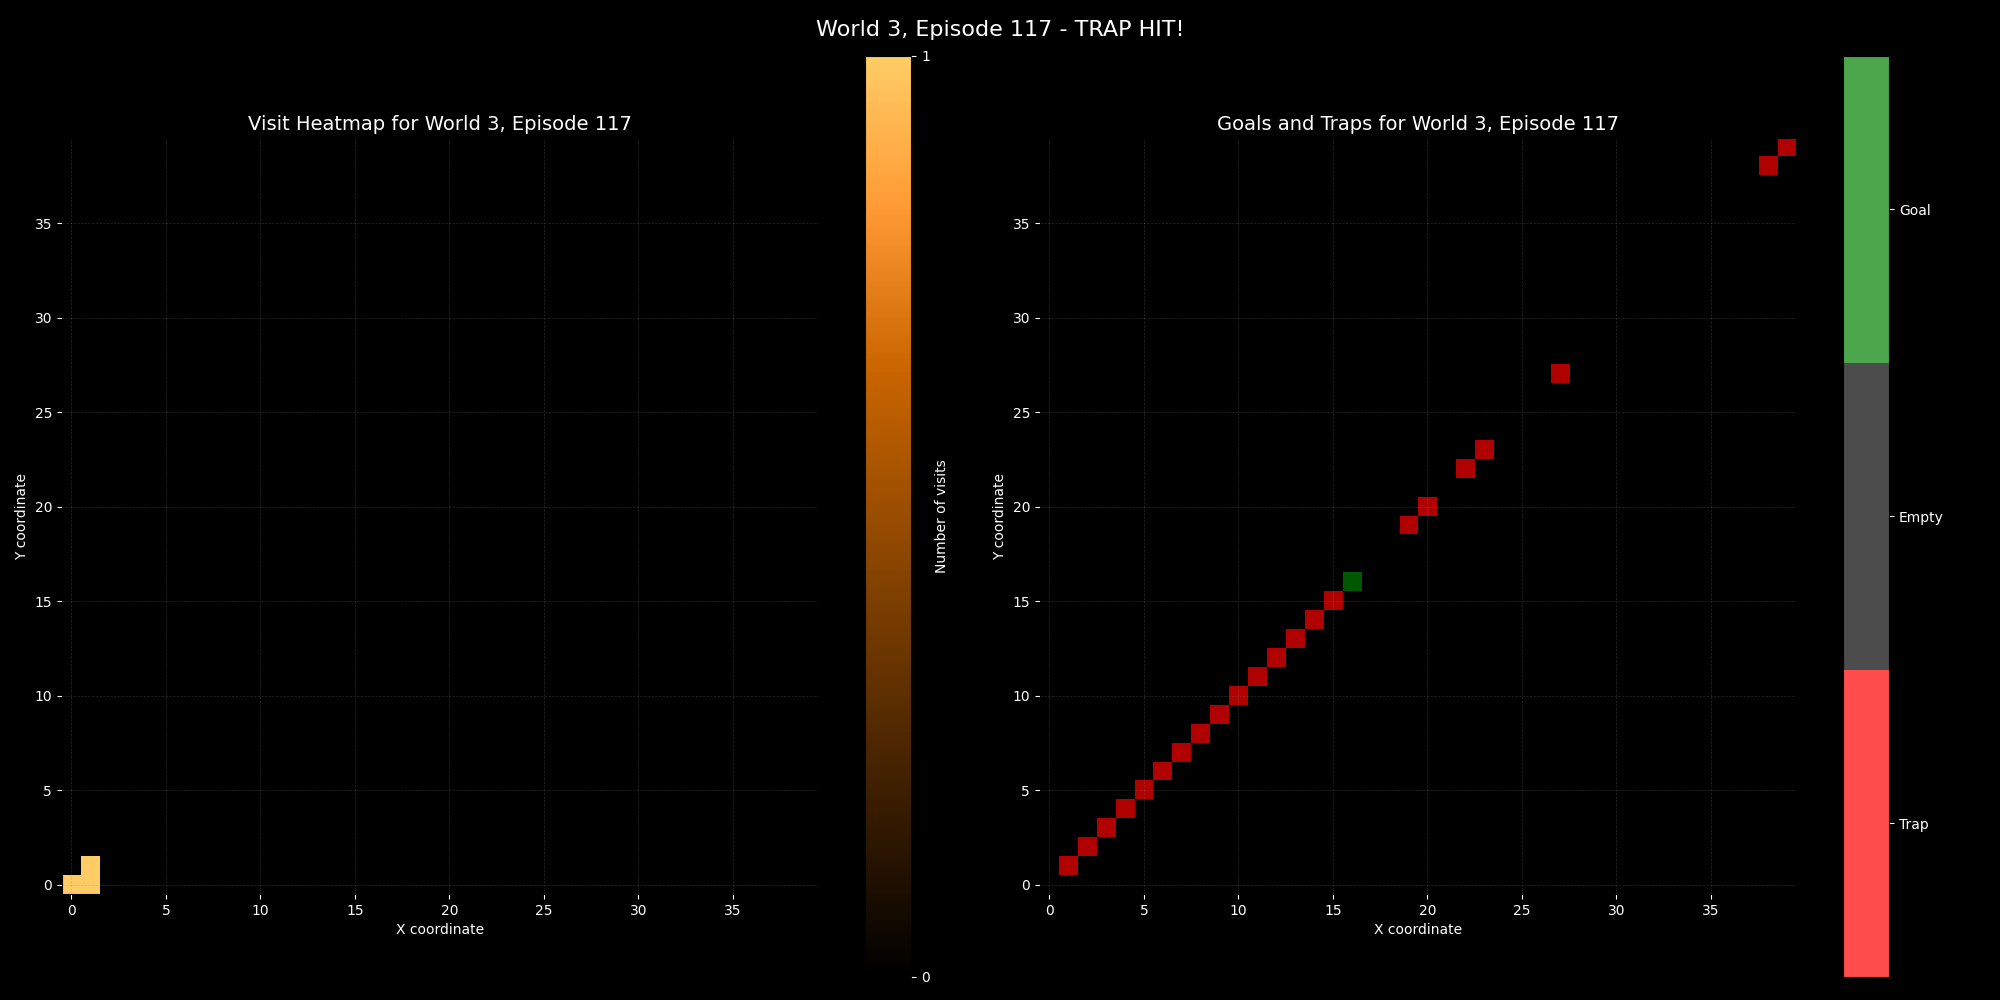 World 3, Episode 117 - TRAP HIT!
Visit Heatmap for World 3, Episode 117
Y coordinate
35
30
25
20
15
10
5
0
0 5 10 15 20 25 30 35
X coordinate
1
0
Number of visits
Goals and Traps for World 3, Episode 117
Y coordinate
35
30
25
20
15
10
5
0
0 5 10 15 20 25 30 35
X coordinate
Goal
Empty
Trap